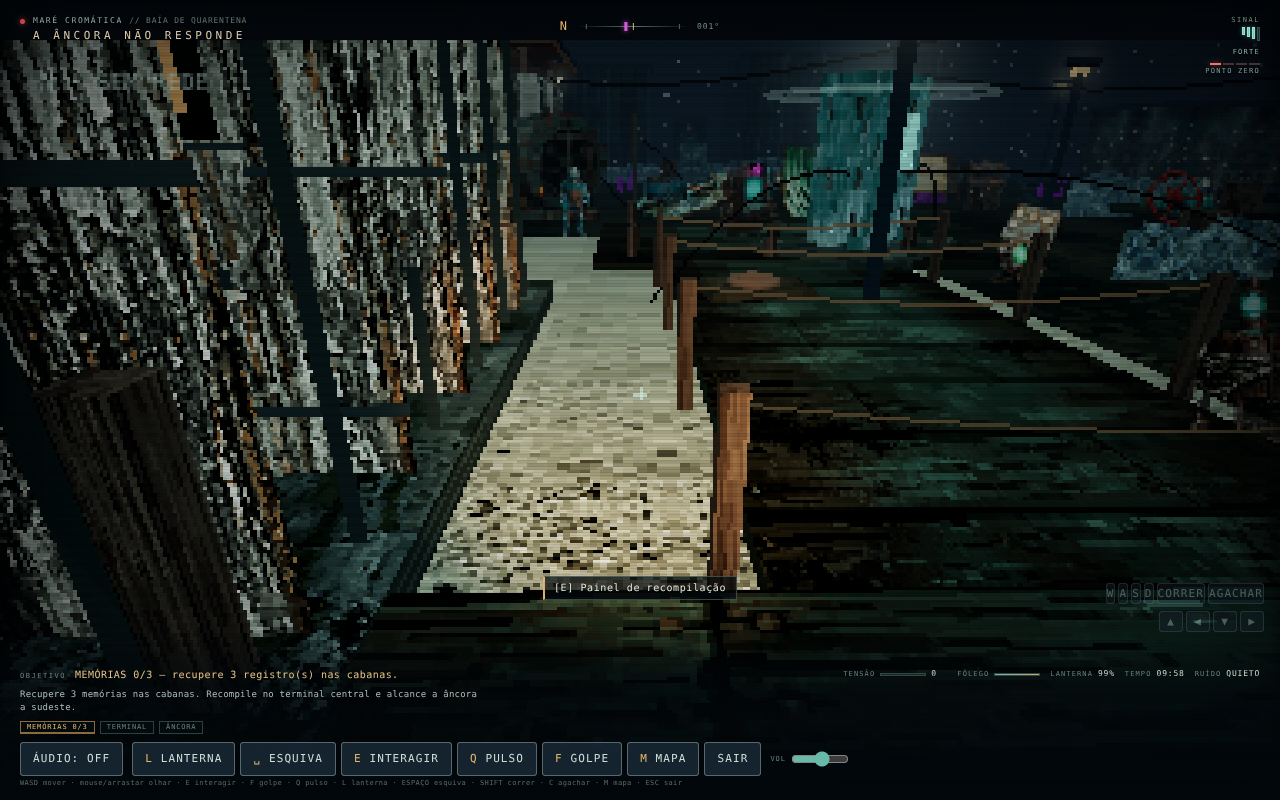 MARÉ CROMÁTICA // BAÍA DE QUARENTENA
A ÂNCORA NÃO RESPONDE
N 001°
SINAL
FORTE
PONTO ZERO
[E] Painel de recompilação
W A S D CORRER AGACHAR
▲ ◀ ▼ ▶
OBJETIVO MEMÓRIAS 0/3 — recupere 3 registro(s) nas cabanas.
Recupere 3 memórias nas cabanas. Recompile no terminal central e alcance a âncora
a sudeste.
MEMÓRIAS 0/3 TERMINAL ÂNCORA
TENSÃO 0 FÔLEGO LANTERNA 99% TEMPO 09:58 RUÍDO QUIETO
ÁUDIO: OFF L LANTERNA ␣ ESQUIVA E INTERAGIR Q PULSO F GOLPE M MAPA SAIR VOL
WASD mover · mouse/arrastar olhar · E interagir · F golpe · Q pulso · L lanterna · ESPAÇO esquiva · SHIFT correr · C agachar · M mapa · ESC sair